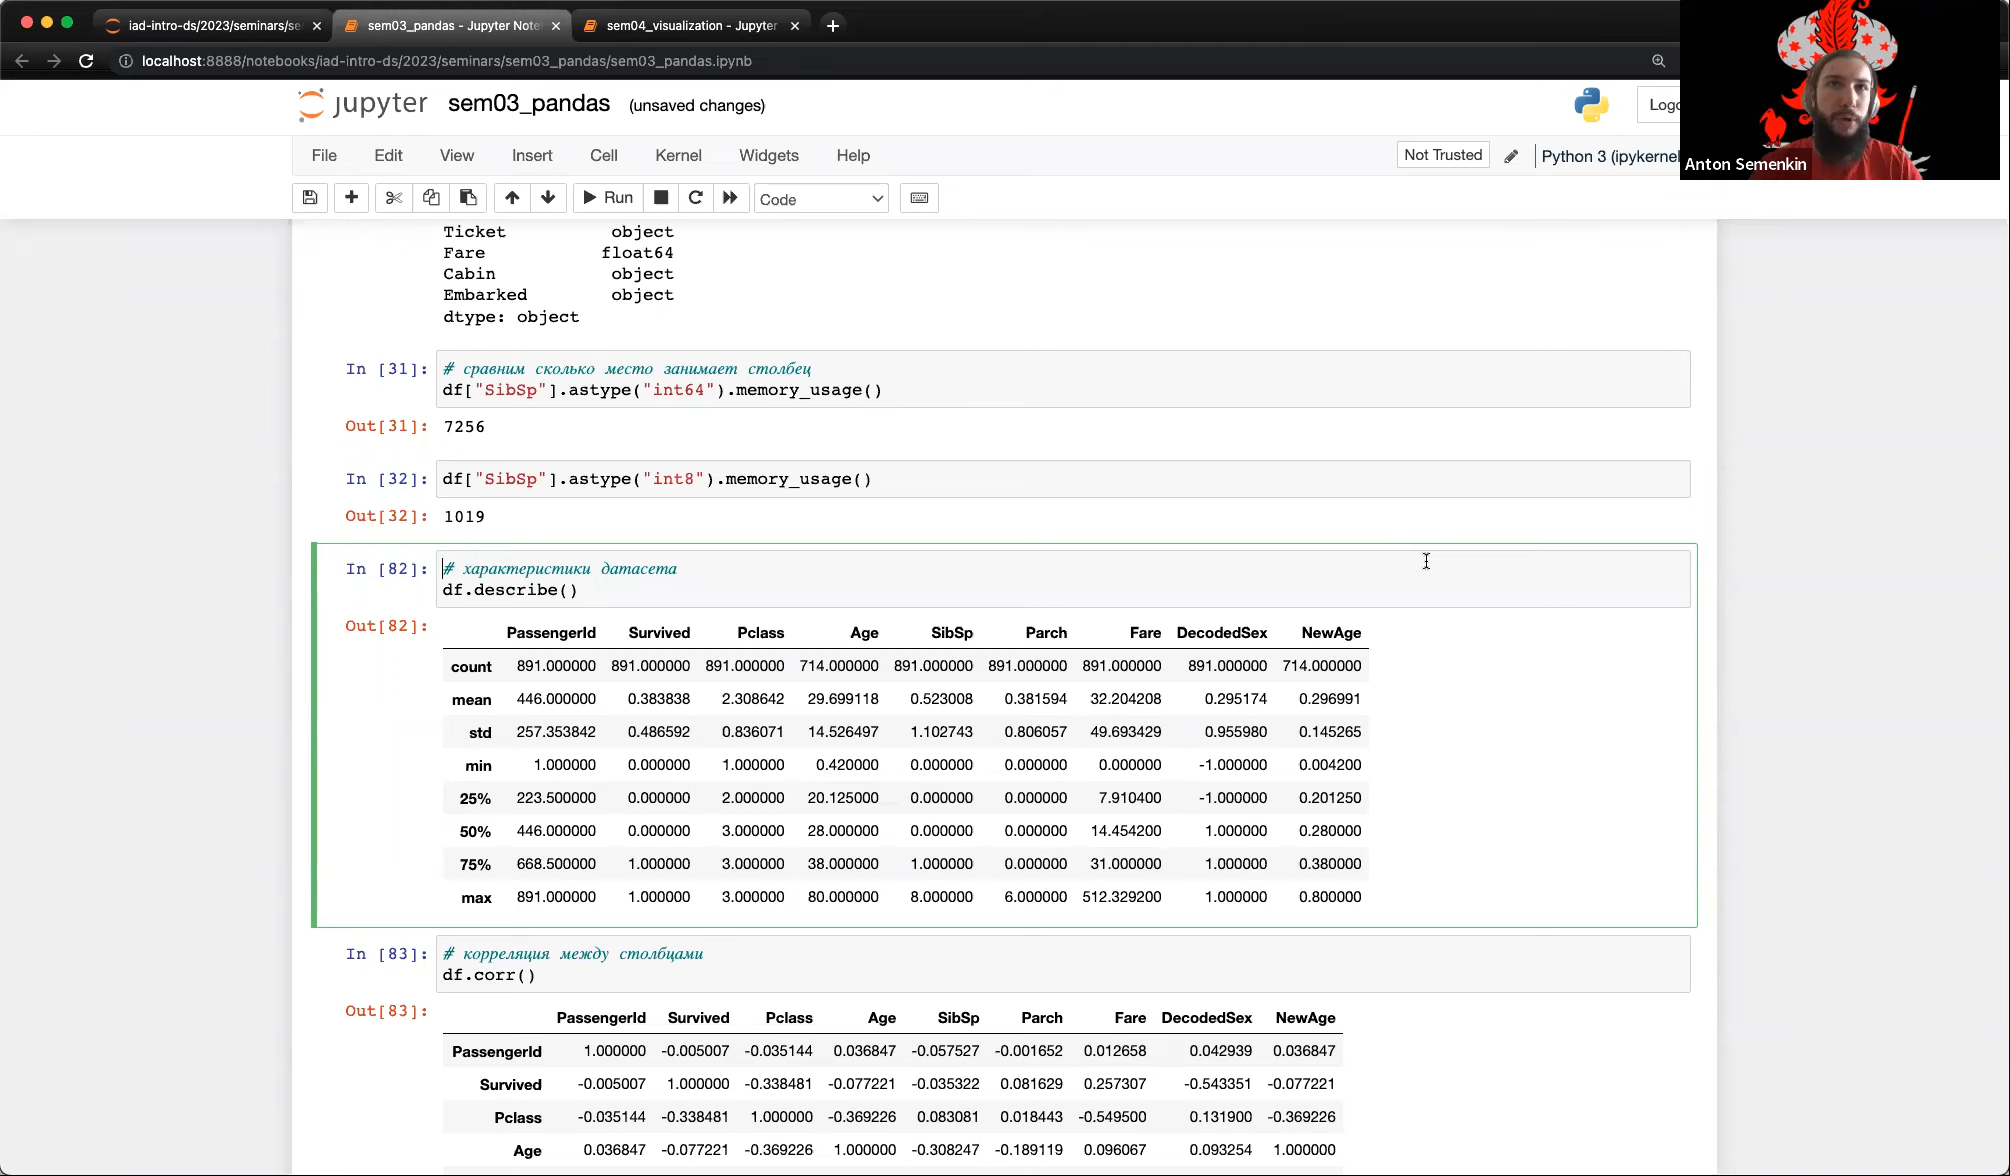 iad-intro-ds/2023/seminars/se
sem03_pandas - Jupyter Note
sem04_visualization - Jupyter
localhost:8888/notebooks/iad-intro-ds/2023/seminars/sem03_pandas/sem03_pandas.ipynb
jupyter sem03_pandas (unsaved changes)
Logo
Anton Semenkin
File Edit View Insert Cell Kernel Widgets Help
Not Trusted
Python 3 (ipykernel
Run
Code
Ticket object
Fare float64
Cabin object
Embarked object
dtype: object
In [31]: # сравним сколько место занимает столбец
df["SibSp"].astype("int64").memory_usage()
Out[31]: 7256
In [32]: df["SibSp"].astype("int8").memory_usage()
Out[32]: 1019
In [82]: # характеристики датасета
df.describe()
Out[82]:
PassengerId Survived Pclass Age SibSp Parch Fare DecodedSex NewAge
count 891.000000 891.000000 891.000000 714.000000 891.000000 891.000000 891.000000 891.000000 714.000000
mean 446.000000 0.383838 2.308642 29.699118 0.523008 0.381594 32.204208 0.295174 0.296991
std 257.353842 0.486592 0.836071 14.526497 1.102743 0.806057 49.693429 0.955980 0.145265
min 1.000000 0.000000 1.000000 0.420000 0.000000 0.000000 0.000000 -1.000000 0.004200
25% 223.500000 0.000000 2.000000 20.125000 0.000000 0.000000 7.910400 -1.000000 0.201250
50% 446.000000 0.000000 3.000000 28.000000 0.000000 0.000000 14.454200 1.000000 0.280000
75% 668.500000 1.000000 3.000000 38.000000 1.000000 0.000000 31.000000 1.000000 0.380000
max 891.000000 1.000000 3.000000 80.000000 8.000000 6.000000 512.329200 1.000000 0.800000
In [83]: # корреляция между столбцами
df.corr()
Out[83]:
PassengerId Survived Pclass Age SibSp Parch Fare DecodedSex NewAge
PassengerId 1.000000 -0.005007 -0.035144 0.036847 -0.057527 -0.001652 0.012658 0.042939 0.036847
Survived -0.005007 1.000000 -0.338481 -0.077221 -0.035322 0.081629 0.257307 -0.543351 -0.077221
Pclass -0.035144 -0.338481 1.000000 -0.369226 0.083081 0.018443 -0.549500 0.131900 -0.369226
Age 0.036847 -0.077221 -0.369226 1.000000 -0.308247 -0.189119 0.096067 0.093254 1.000000